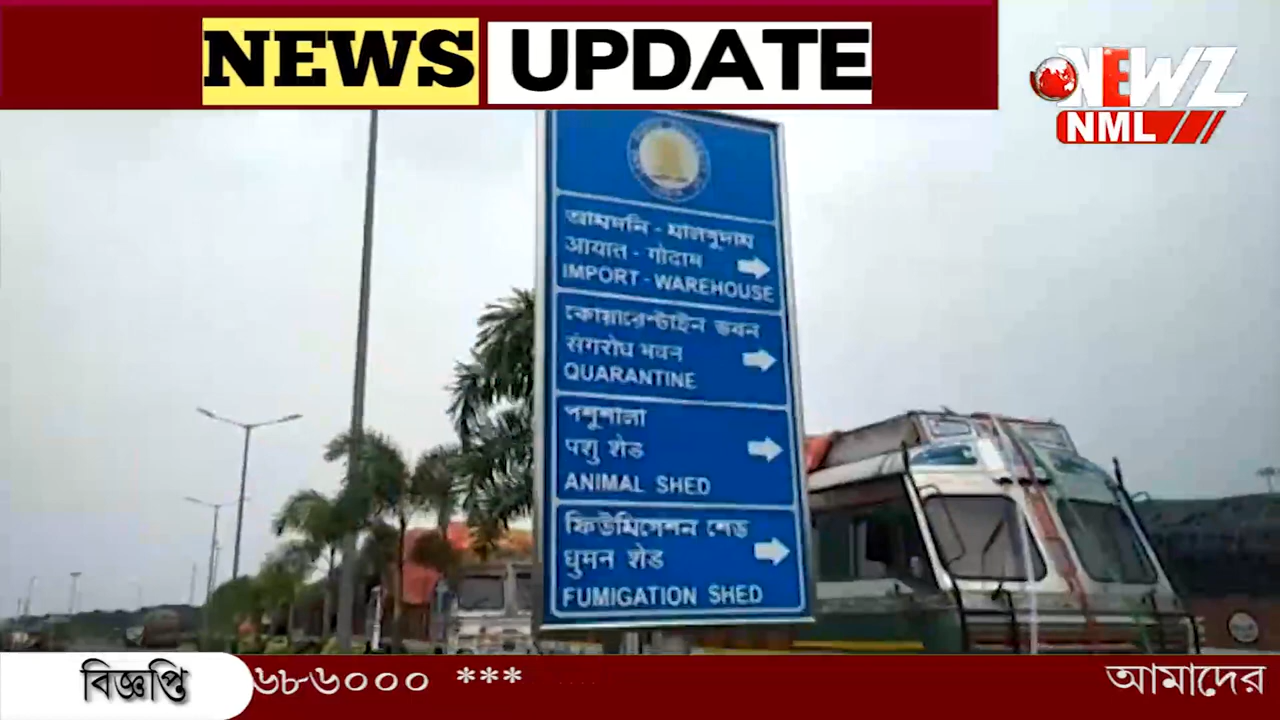 NEWS UPDATE
NEWZ
NML
আমদানি - মালগুদাম
आयात - गोदाम
IMPORT - WAREHOUSE
কোয়ারেন্টাইন ভবন
संगरोध भवन
QUARANTINE
পশুশালা
पशु शेड
ANIMAL SHED
ফিউমিগেশন শেড
धुमन शेड
FUMIGATION SHED
বিজ্ঞপ্তি ৬৮৬০০০ *** আমাদের